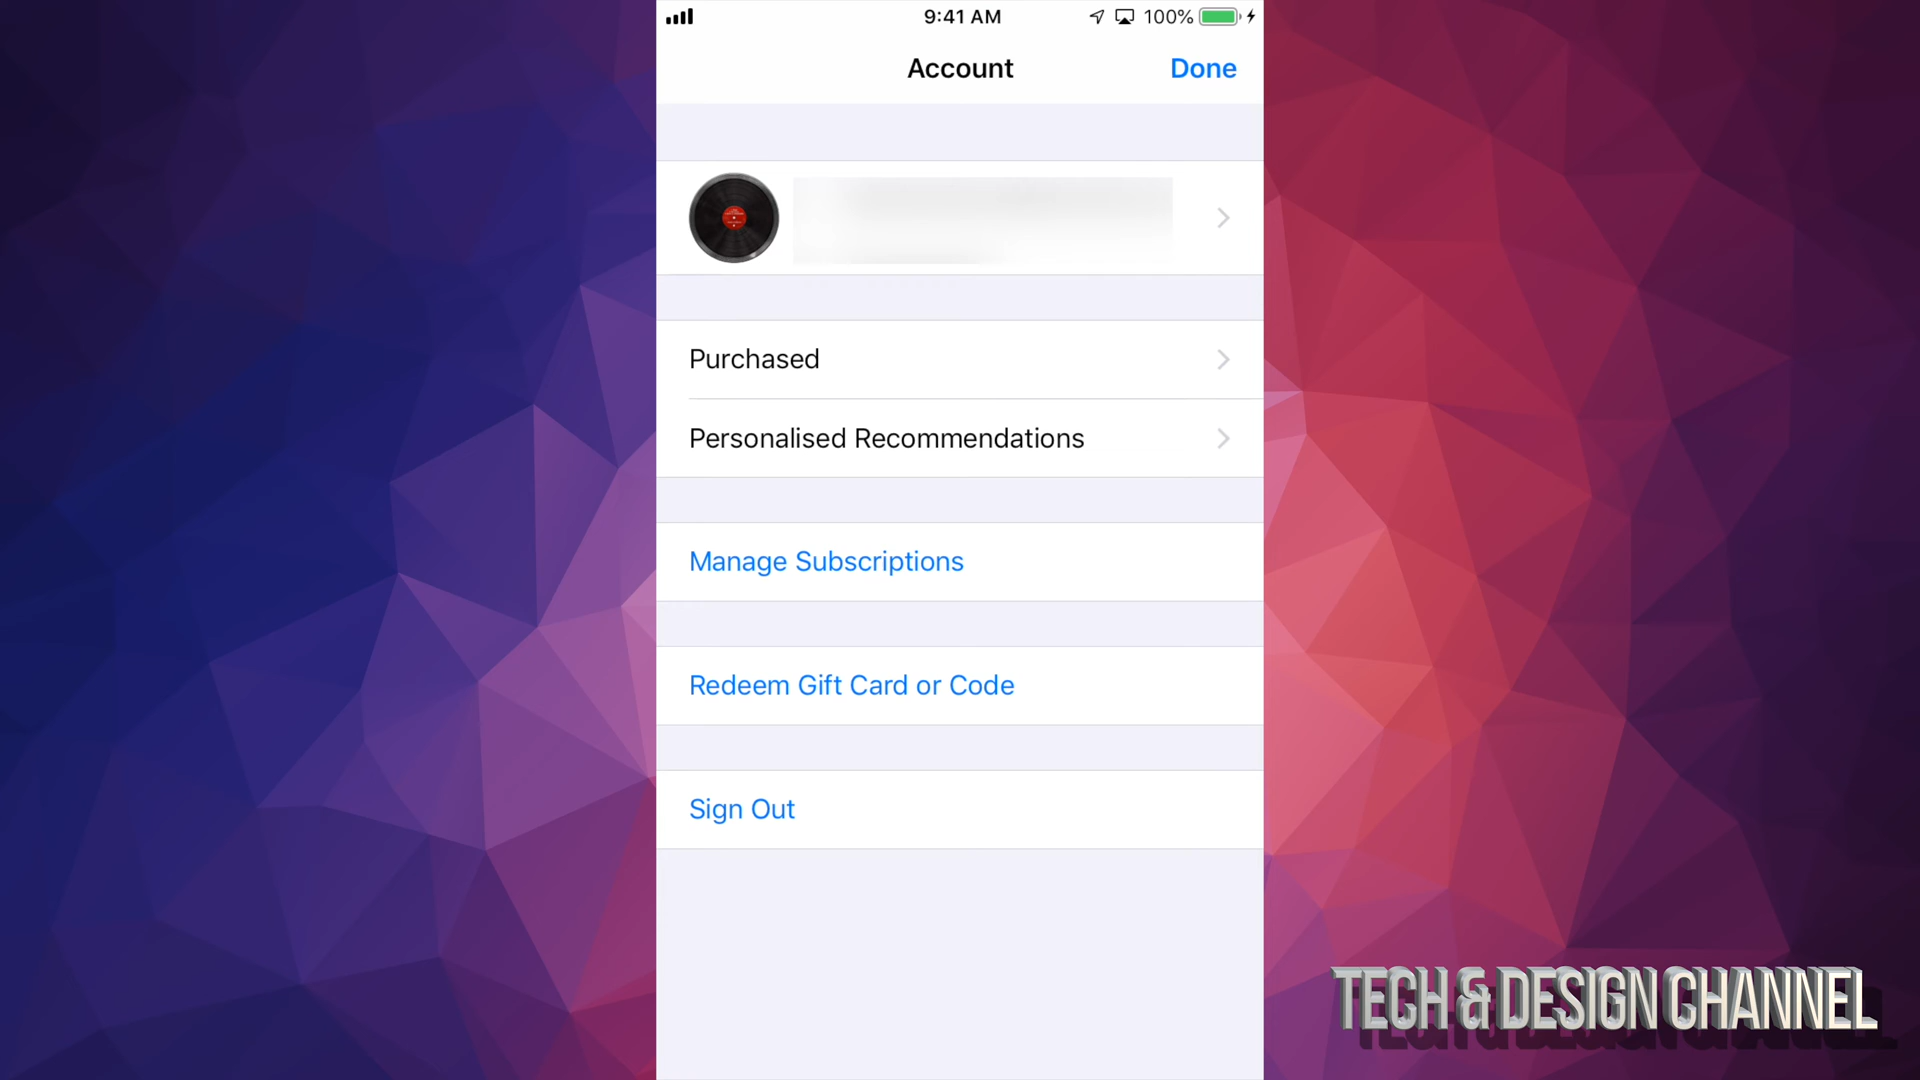 9:41 AM
100%
Account
Done
Purchased
Personalised Recommendations
Manage Subscriptions
Redeem Gift Card or Code
Sign Out
TECH & DESIGN CHANNEL